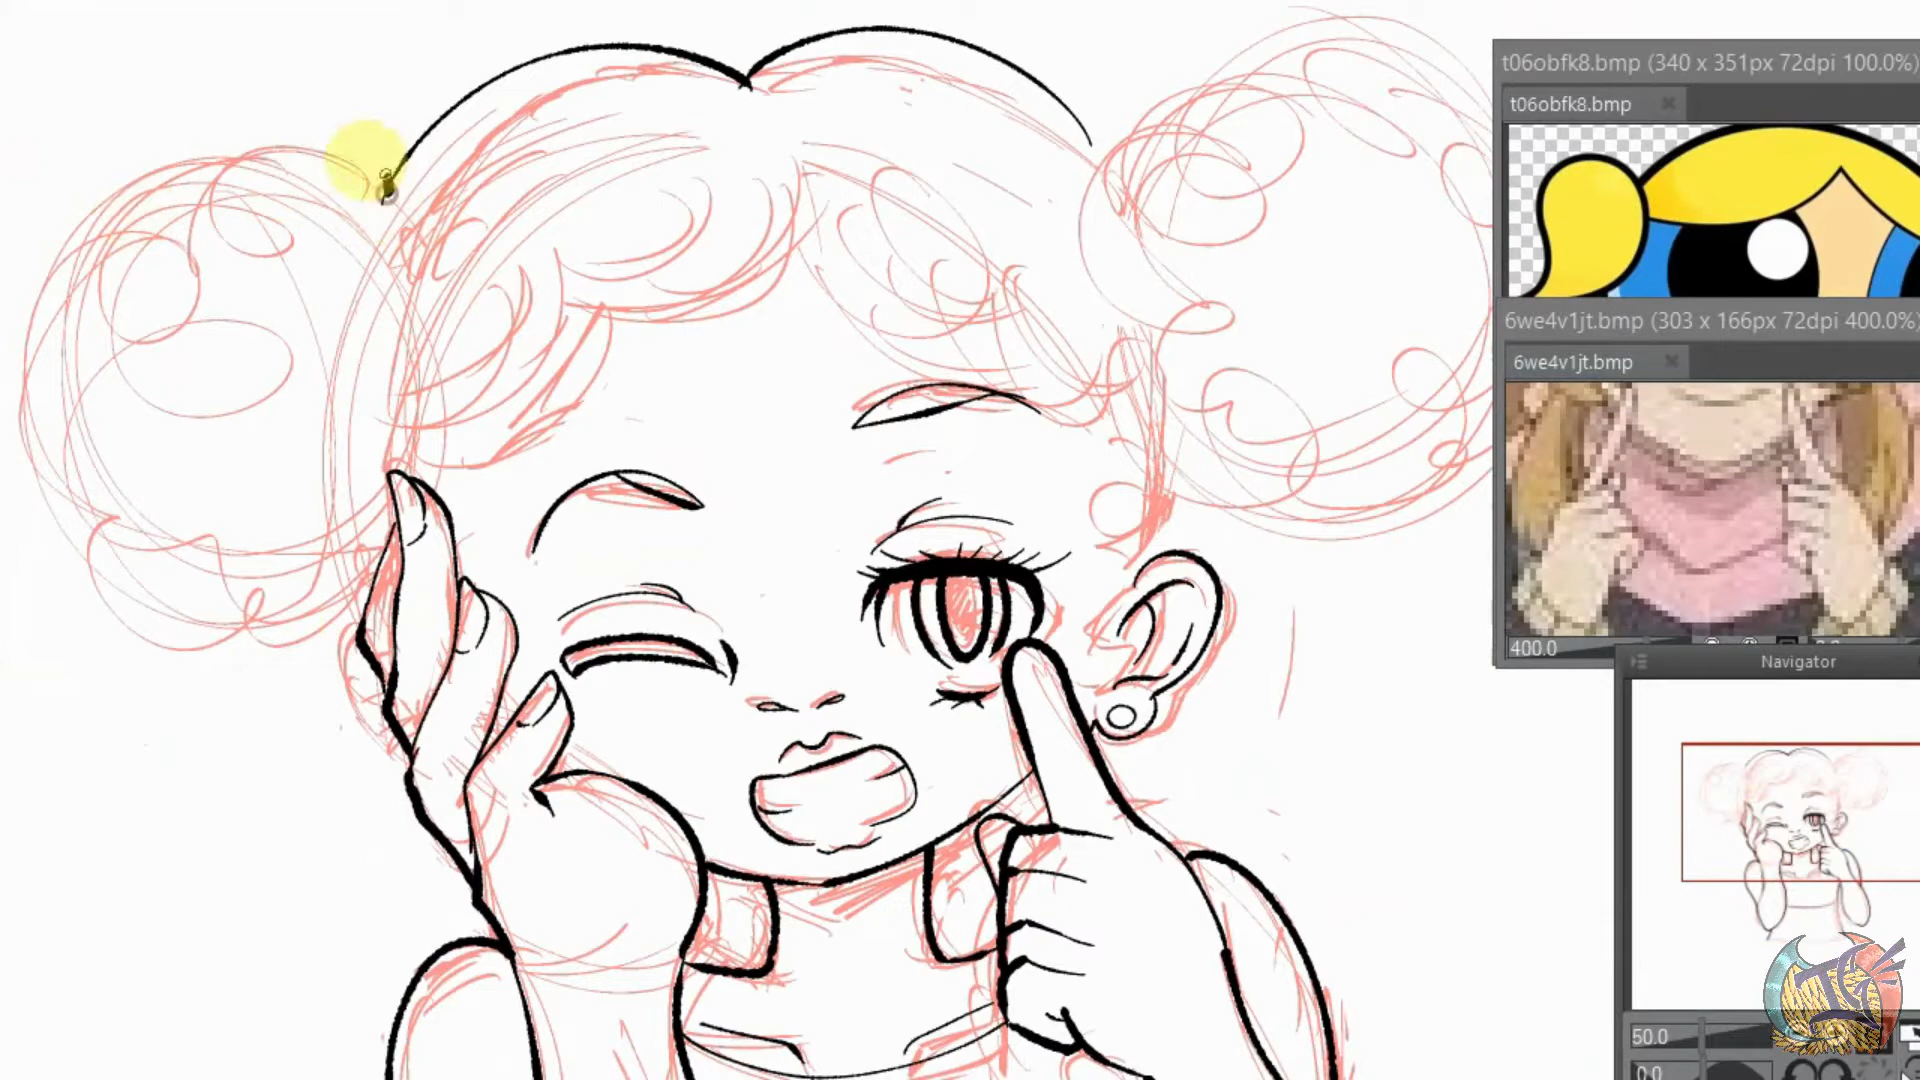 t06obfk8.bmp (340 x 351px 72dpi 100.0%)
t06obfk8.bmp
6we4v1jt.bmp (303 x 166px 72dpi 400.0%)
6we4v1jt.bmp
400.0
Navigator
50.0
0.0